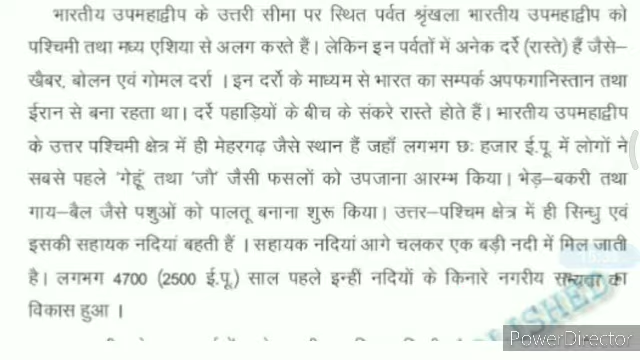 भारतीय उपमहाद्वीप के उत्तरी सीमा पर स्थित पर्वत श्रृंखला भारतीय उपमहाद्वीप को
पश्चिमी तथा मध्य एशिया से अलग करते हैं। लेकिन इन पर्वतों में अनेक दर्रे (रास्ते) हैं जैसे–
खैबर, बोलन एवं गोमल दर्रा । इन दर्रो के माध्यम से भारत का सम्पर्क अपफगानिस्तान तथा
ईरान से बना रहता था। दर्रे पहाड़ियों के बीच के संकरे रास्ते होते हैं। भारतीय उपमहाद्वीप
के उत्तर पश्चिमी क्षेत्र में ही मेहरगढ़ जैसे स्थान हैं जहाँ लगभग छः हजार ई.पू. में लोगों ने
सबसे पहले 'गेहूं' तथा 'जौ' जैसी फसलों को उपजाना आरम्भ किया। भेड़–बकरी तथा
गाय–बैल जैसे पशुओं को पालतू बनाना शुरू किया। उत्तर–पश्चिम क्षेत्र में ही सिन्धु एवं
इसकी सहायक नदियां बहती हैं । सहायक नदियां आगे चलकर एक बड़ी नदी में मिल जाती
है। लगभग 4700 (2500 ई.पू.) साल पहले इन्हीं नदियों के किनारे नगरीय सभ्यता का
विकास हुआ ।
PowerDirector